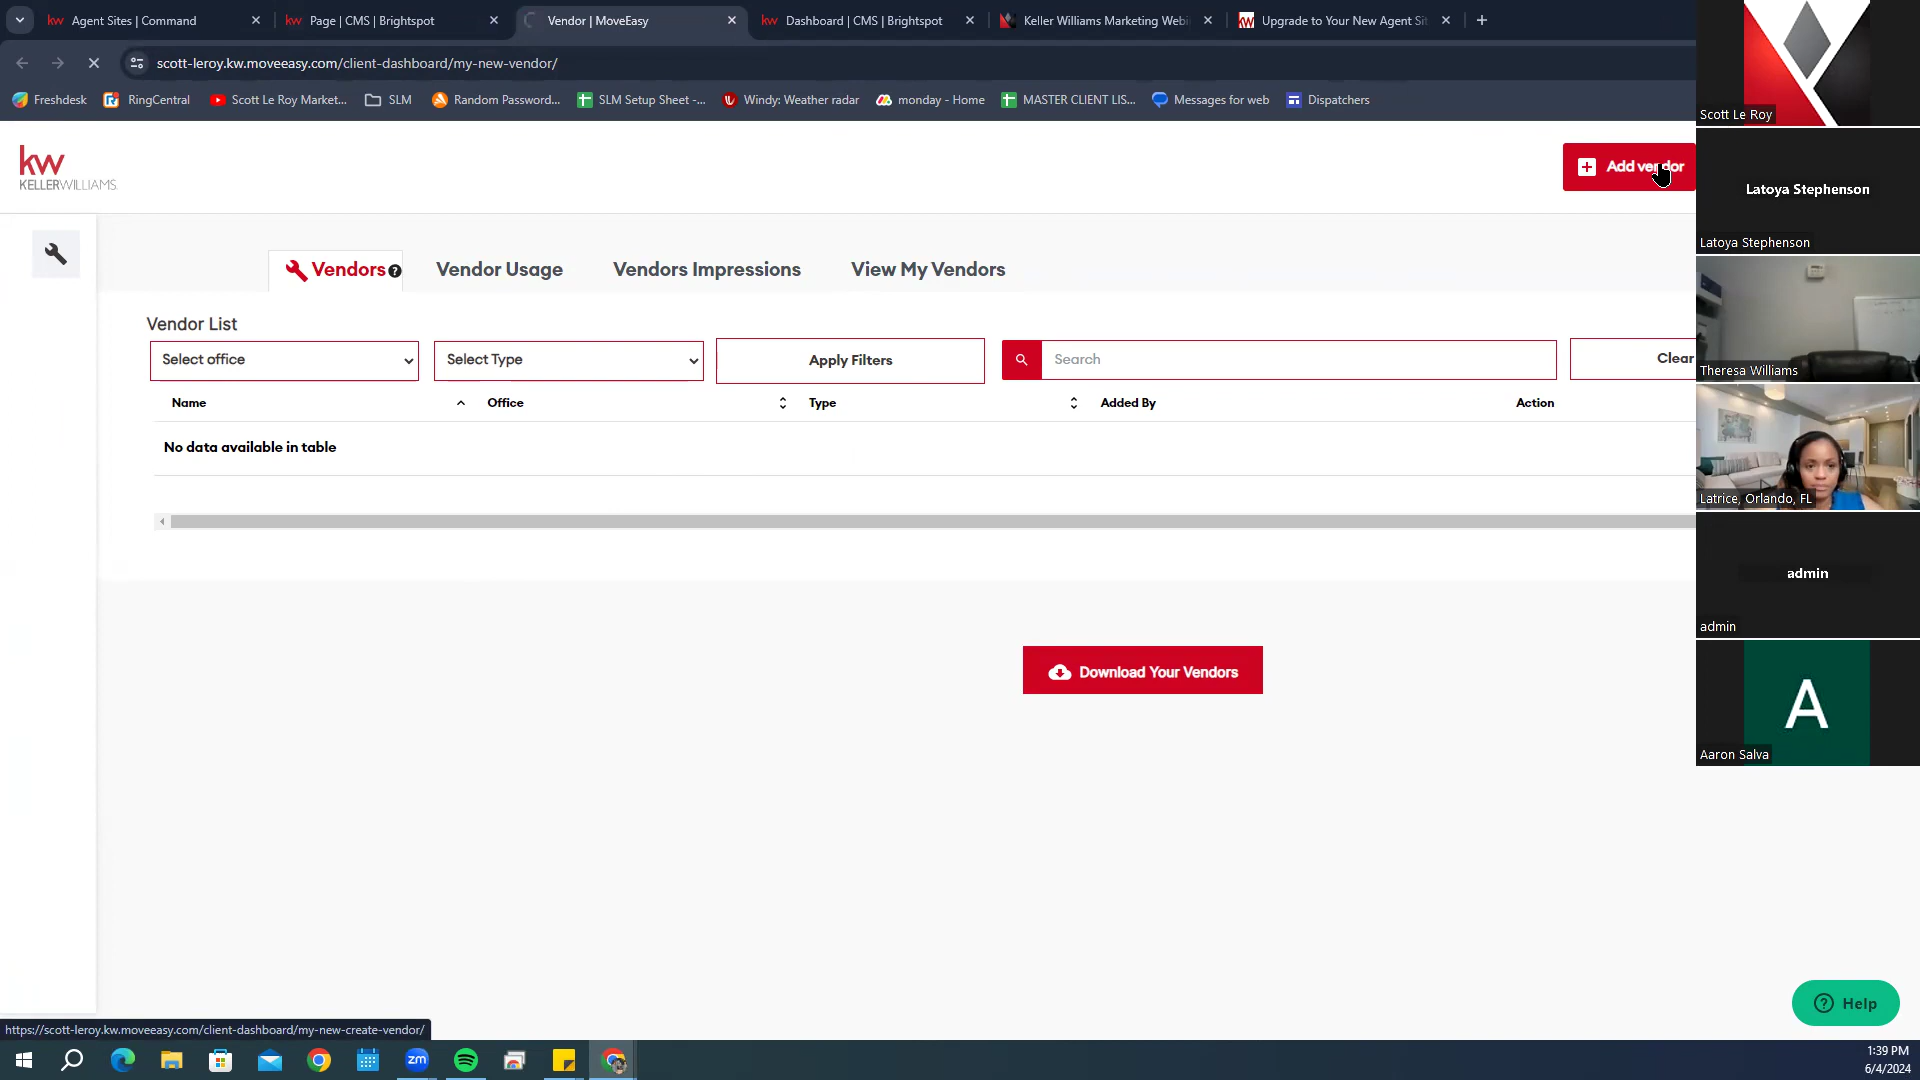 Agent Sites | Command
Page | CMS | Brightspot
Vendor | MoveEasy
Dashboard | CMS | Brightspot
Keller Williams Marketing Webi
Upgrade to Your New Agent Sit
scott-leroy.kw.moveeasy.com/client-dashboard/my-new-vendor/
Freshdesk
RingCentral
Scott Le Roy Market...
SLM
Random Password...
SLM Setup Sheet -...
Windy: Weather radar
monday - Home
MASTER CLIENT LIS...
Messages for web
Dispatchers
kw
KELLERWILLIAMS.
Add vendor
Vendors
Vendor Usage
Vendors Impressions
View My Vendors
Vendor List
Select office
Select Type
Apply Filters
Search
Clear
Name
Office
Type
Added By
Action
No data available in table
Download Your Vendors
Help
Scott Le Roy
Latoya Stephenson
Latoya Stephenson
Theresa Williams
Latrice, Orlando, FL
admin
admin
A
Aaron Salva
https://scott-leroy.kw.moveeasy.com/client-dashboard/my-new-create-vendor/
zm
1:39 PM
6/4/2024